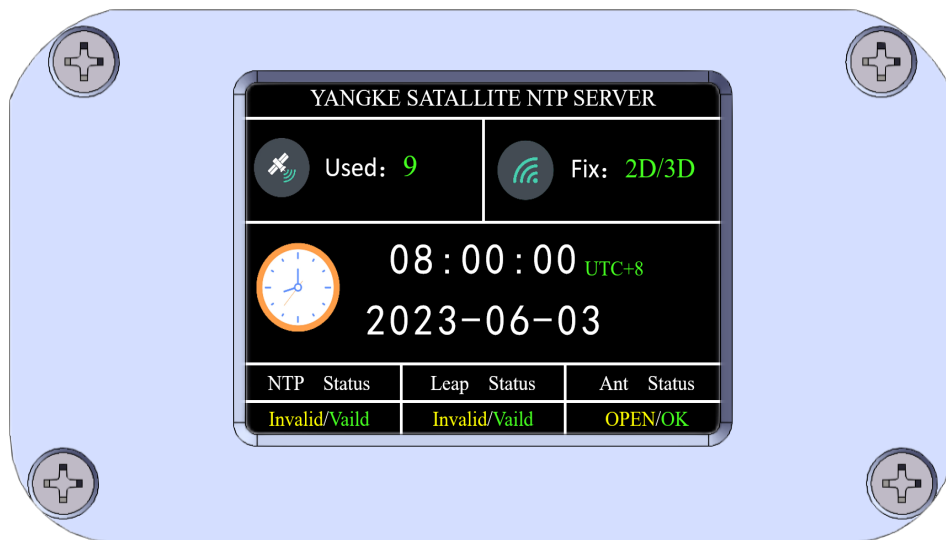 YANGKE SATALLITE NTP SERVER
Used： 9
Fix： 2D/3D
08:00:00 UTC+8
2023-06-03
NTP Status
Leap Status
Ant Status
Invalid/Vaild
Invalid/Vaild
OPEN/OK